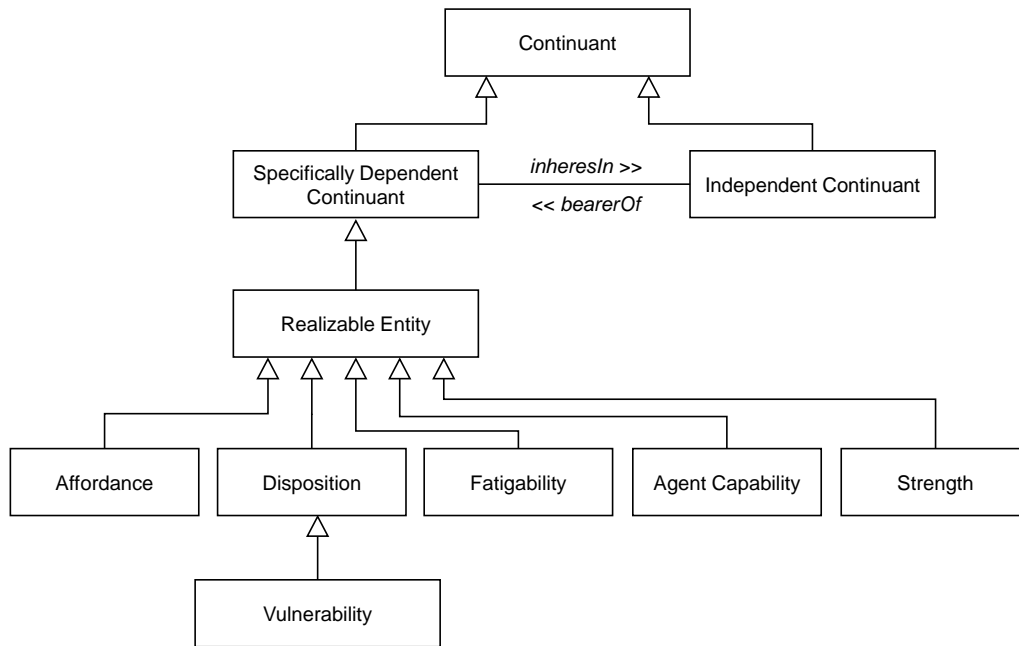 Continuant
Specifically Dependent
Continuant
inheresIn >>
<< bearerOf
Independent Continuant
Realizable Entity
Affordance
Disposition
Fatigability
Agent Capability
Strength
Vulnerability